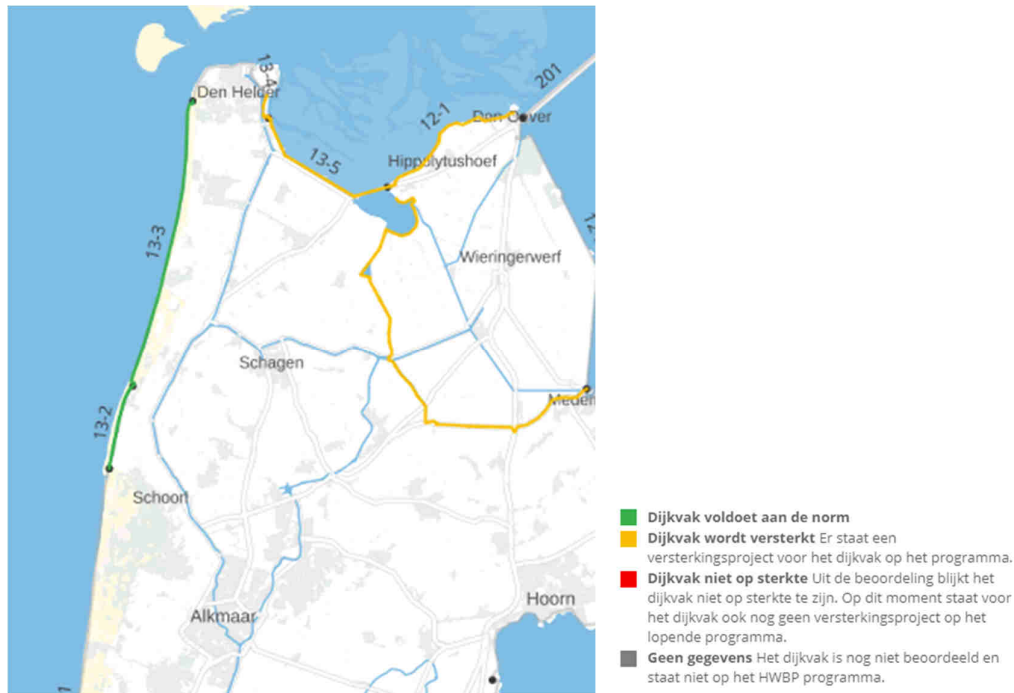 13-4
201
Den Helder
12-1
Den Oever
13-5
Hippolytushoef
13-3
Wieringerwerf
Schagen
13-2
Medem
Schoorl
Hoorn
Alkmaar
Dijkvak voldoet aan de norm
Dijkvak wordt versterkt Er staat een
versterkingsproject voor het dijkvak op het programma.
Dijkvak niet op sterkte Uit de beoordeling blijkt het
dijkvak niet op sterkte te zijn. Op dit moment staat voor
het dijkvak ook nog geen versterkingsproject op het
lopende programma.
Geen gegevens Het dijkvak is nog niet beoordeeld en
staat niet op het HWBP programma.